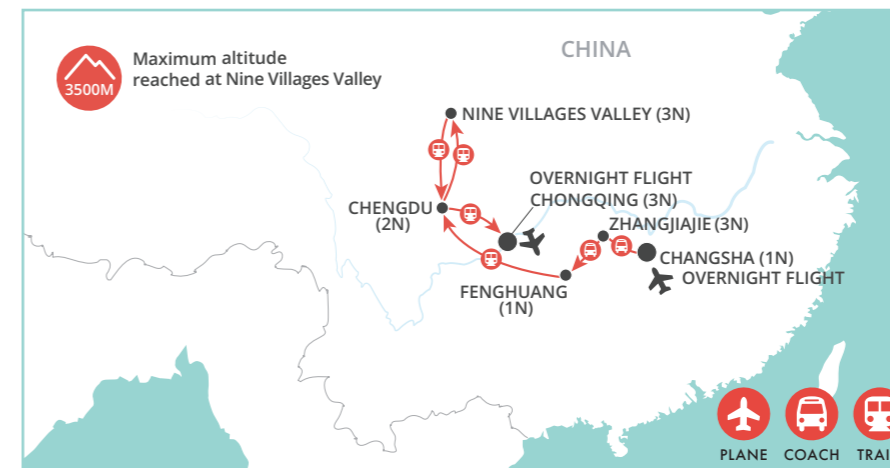 3500M
Maximum altitude
reached at Nine Villages Valley
CHINA
NINE VILLAGES VALLEY (3N)
OVERNIGHT FLIGHT
CHONGQING (3N)
CHENGDU
(2N)
ZHANGJIAJIE (3N)
CHANGSHA (1N)
OVERNIGHT FLIGHT
FENGHUANG
(1N)
PLANE COACH TRAI